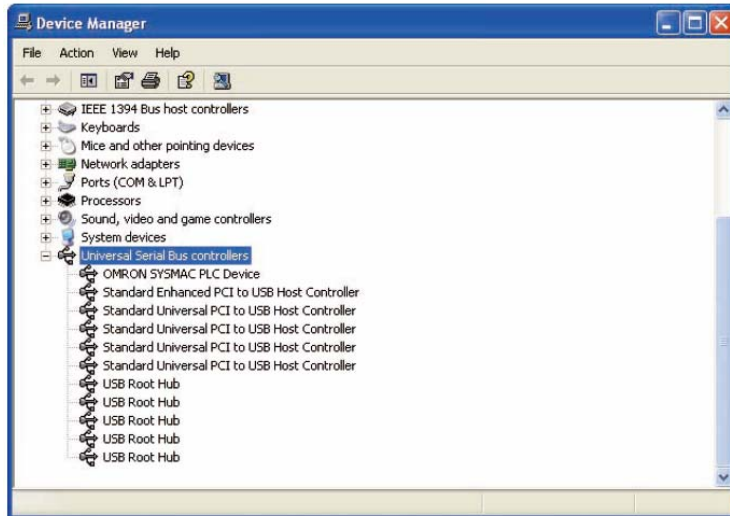 Device Manager
File Action View Help
IEEE 1394 Bus host controllers
Keyboards
Mice and other pointing devices
Network adapters
Ports (COM & LPT)
Processors
Sound, video and game controllers
System devices
Universal Serial Bus controllers
OMRON SYSMAC PLC Device
Standard Enhanced PCI to USB Host Controller
Standard Universal PCI to USB Host Controller
Standard Universal PCI to USB Host Controller
Standard Universal PCI to USB Host Controller
Standard Universal PCI to USB Host Controller
USB Root Hub
USB Root Hub
USB Root Hub
USB Root Hub
USB Root Hub